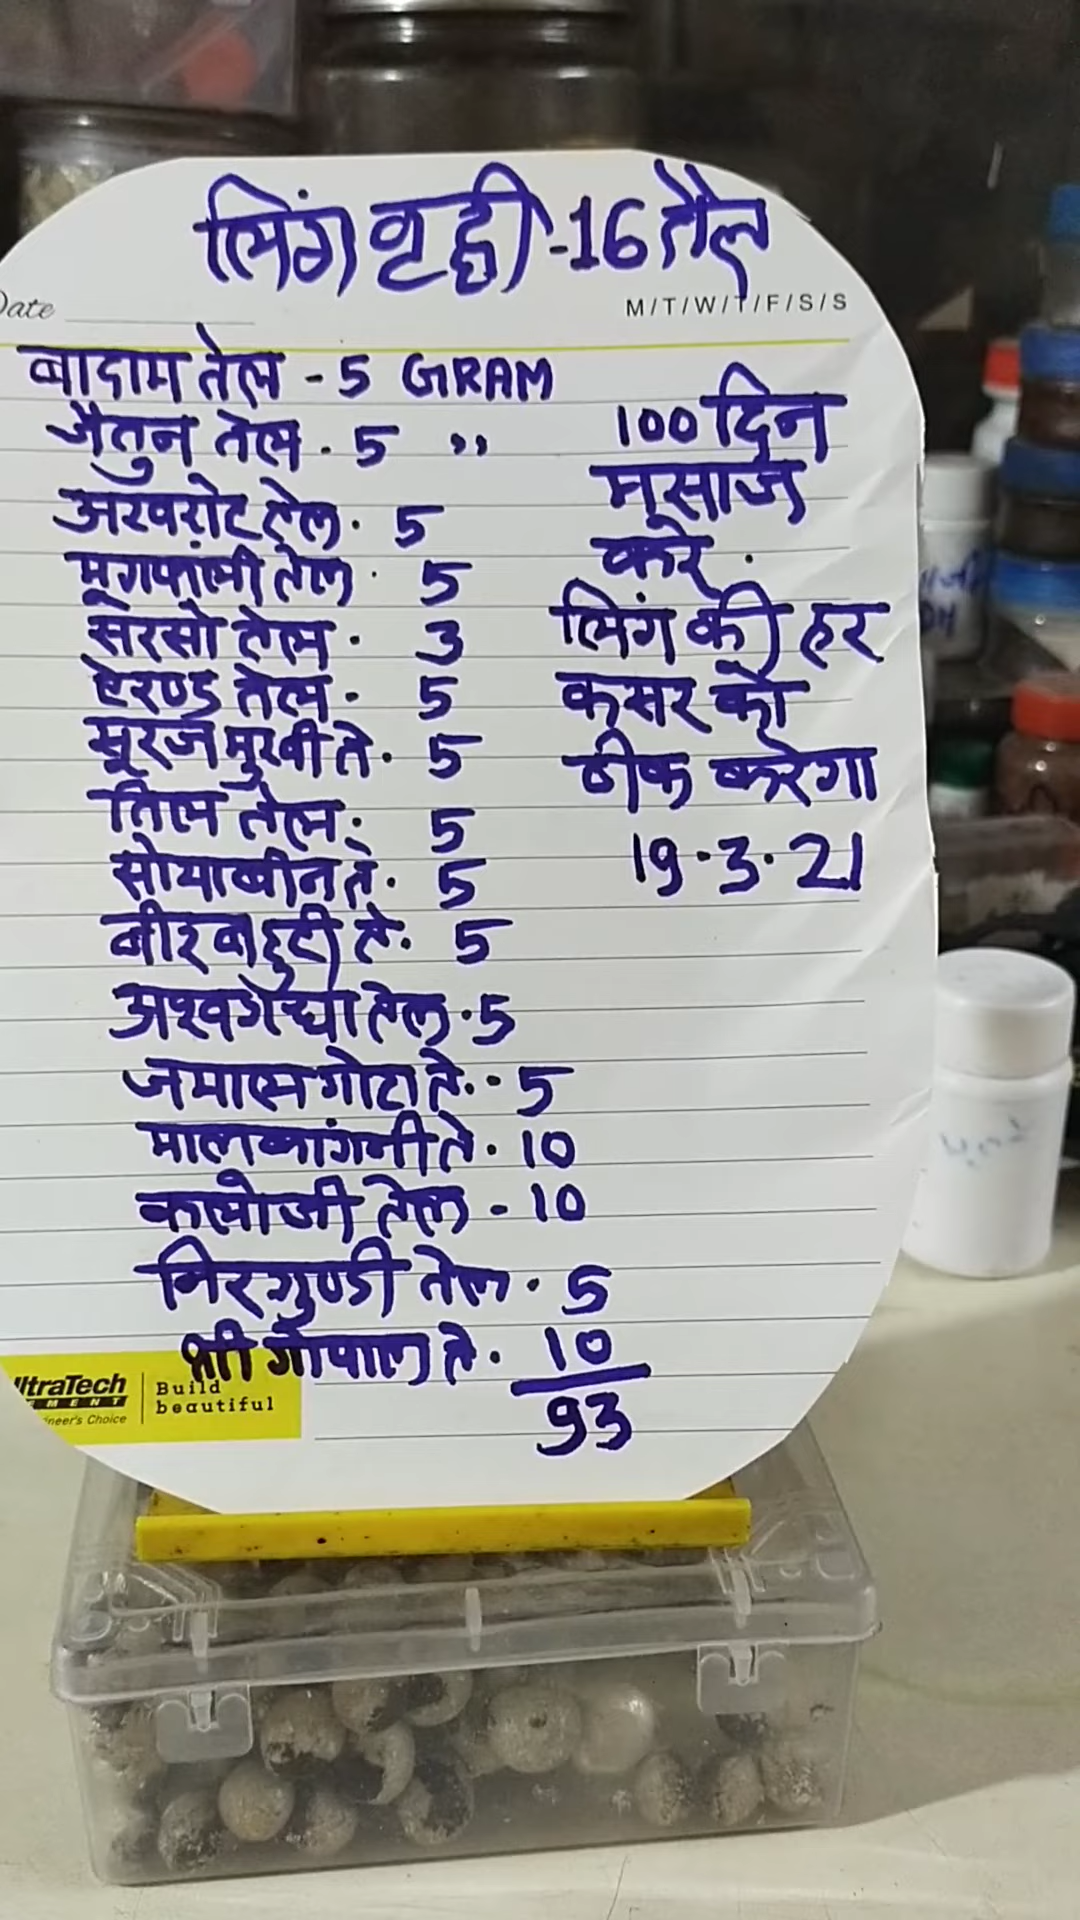 लिंग वृद्धी-16 तैल
Date
M/T/W/T/F/S/S
बादाम तेल - 5 GRAM
जैतुन तेल - 5 ,,
अखरोट तेल. 5
मूगफली तेल. 5
सरसो तेल. 3
ऐरण्ड तेल. 5
सूरजमुखी ते. 5
तिल तेल. 5
सोयाबीन ते. 5
बीरबहुटी ते. 5
अश्वगंधा तेल. 5
जमालगोटा ते.. 5
मालकांगनी ते. 10
कलोजी तेल - 10
निरगुण्डी तेल. 5
श्री गोपाल ते. 10
93
100 दिन
मसाज
करे.
लिंग की हर
कसर को
ठीक करेगा
19.3.21
UltraTech
CEMENT
Engineer's Choice
Build
beautiful